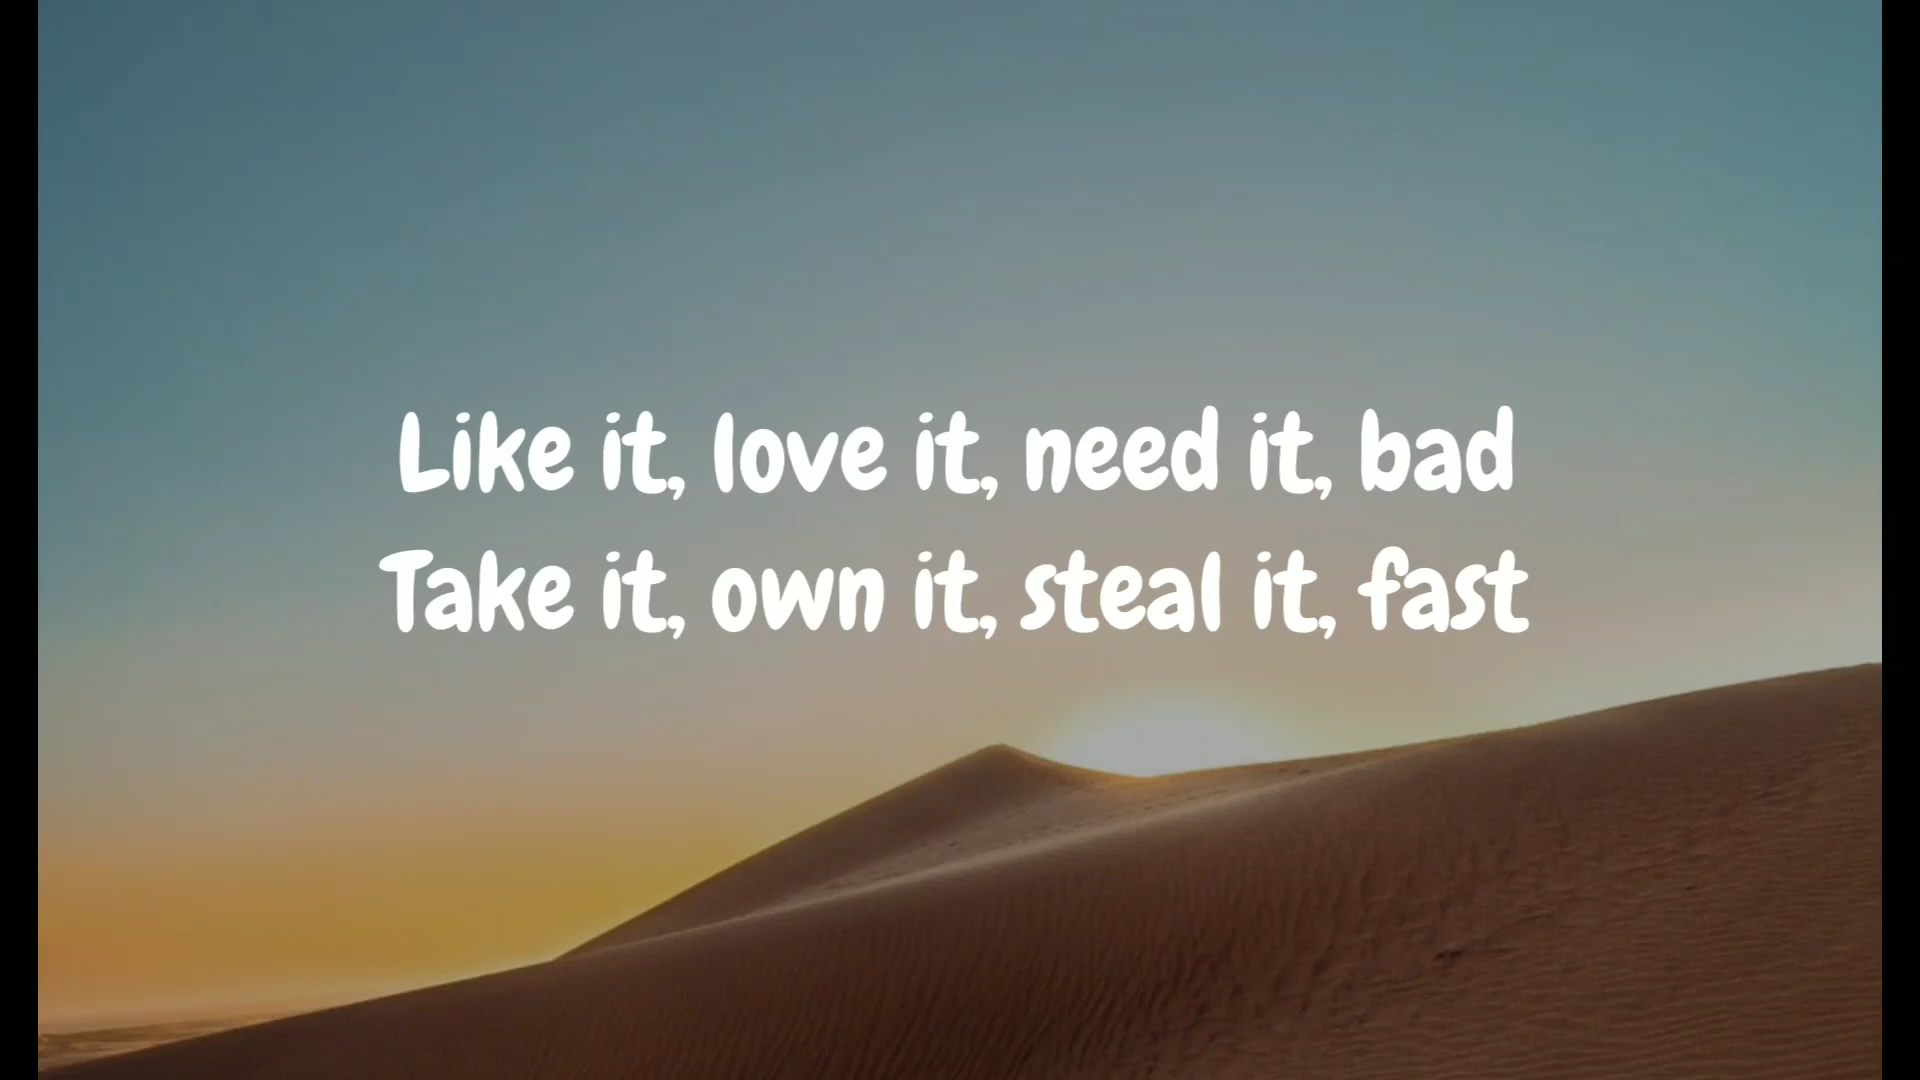 Like it, love it, need it, bad
Take it, own it, steal it, fast